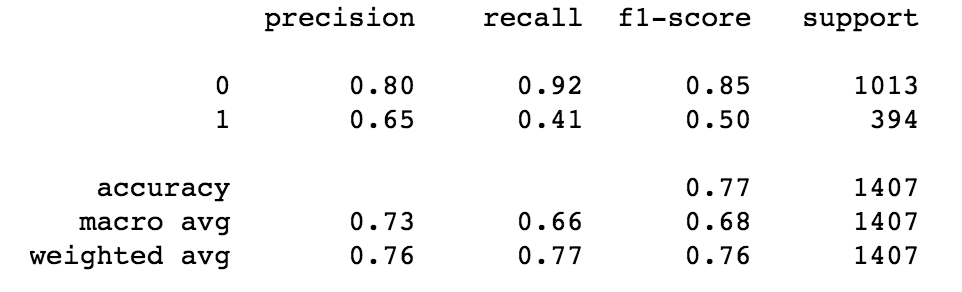 precision recall f1-score support
0 0.80 0.92 0.85 1013
1 0.65 0.41 0.50 394
accuracy 0.77 1407
macro avg 0.73 0.66 0.68 1407
weighted avg 0.76 0.77 0.76 1407